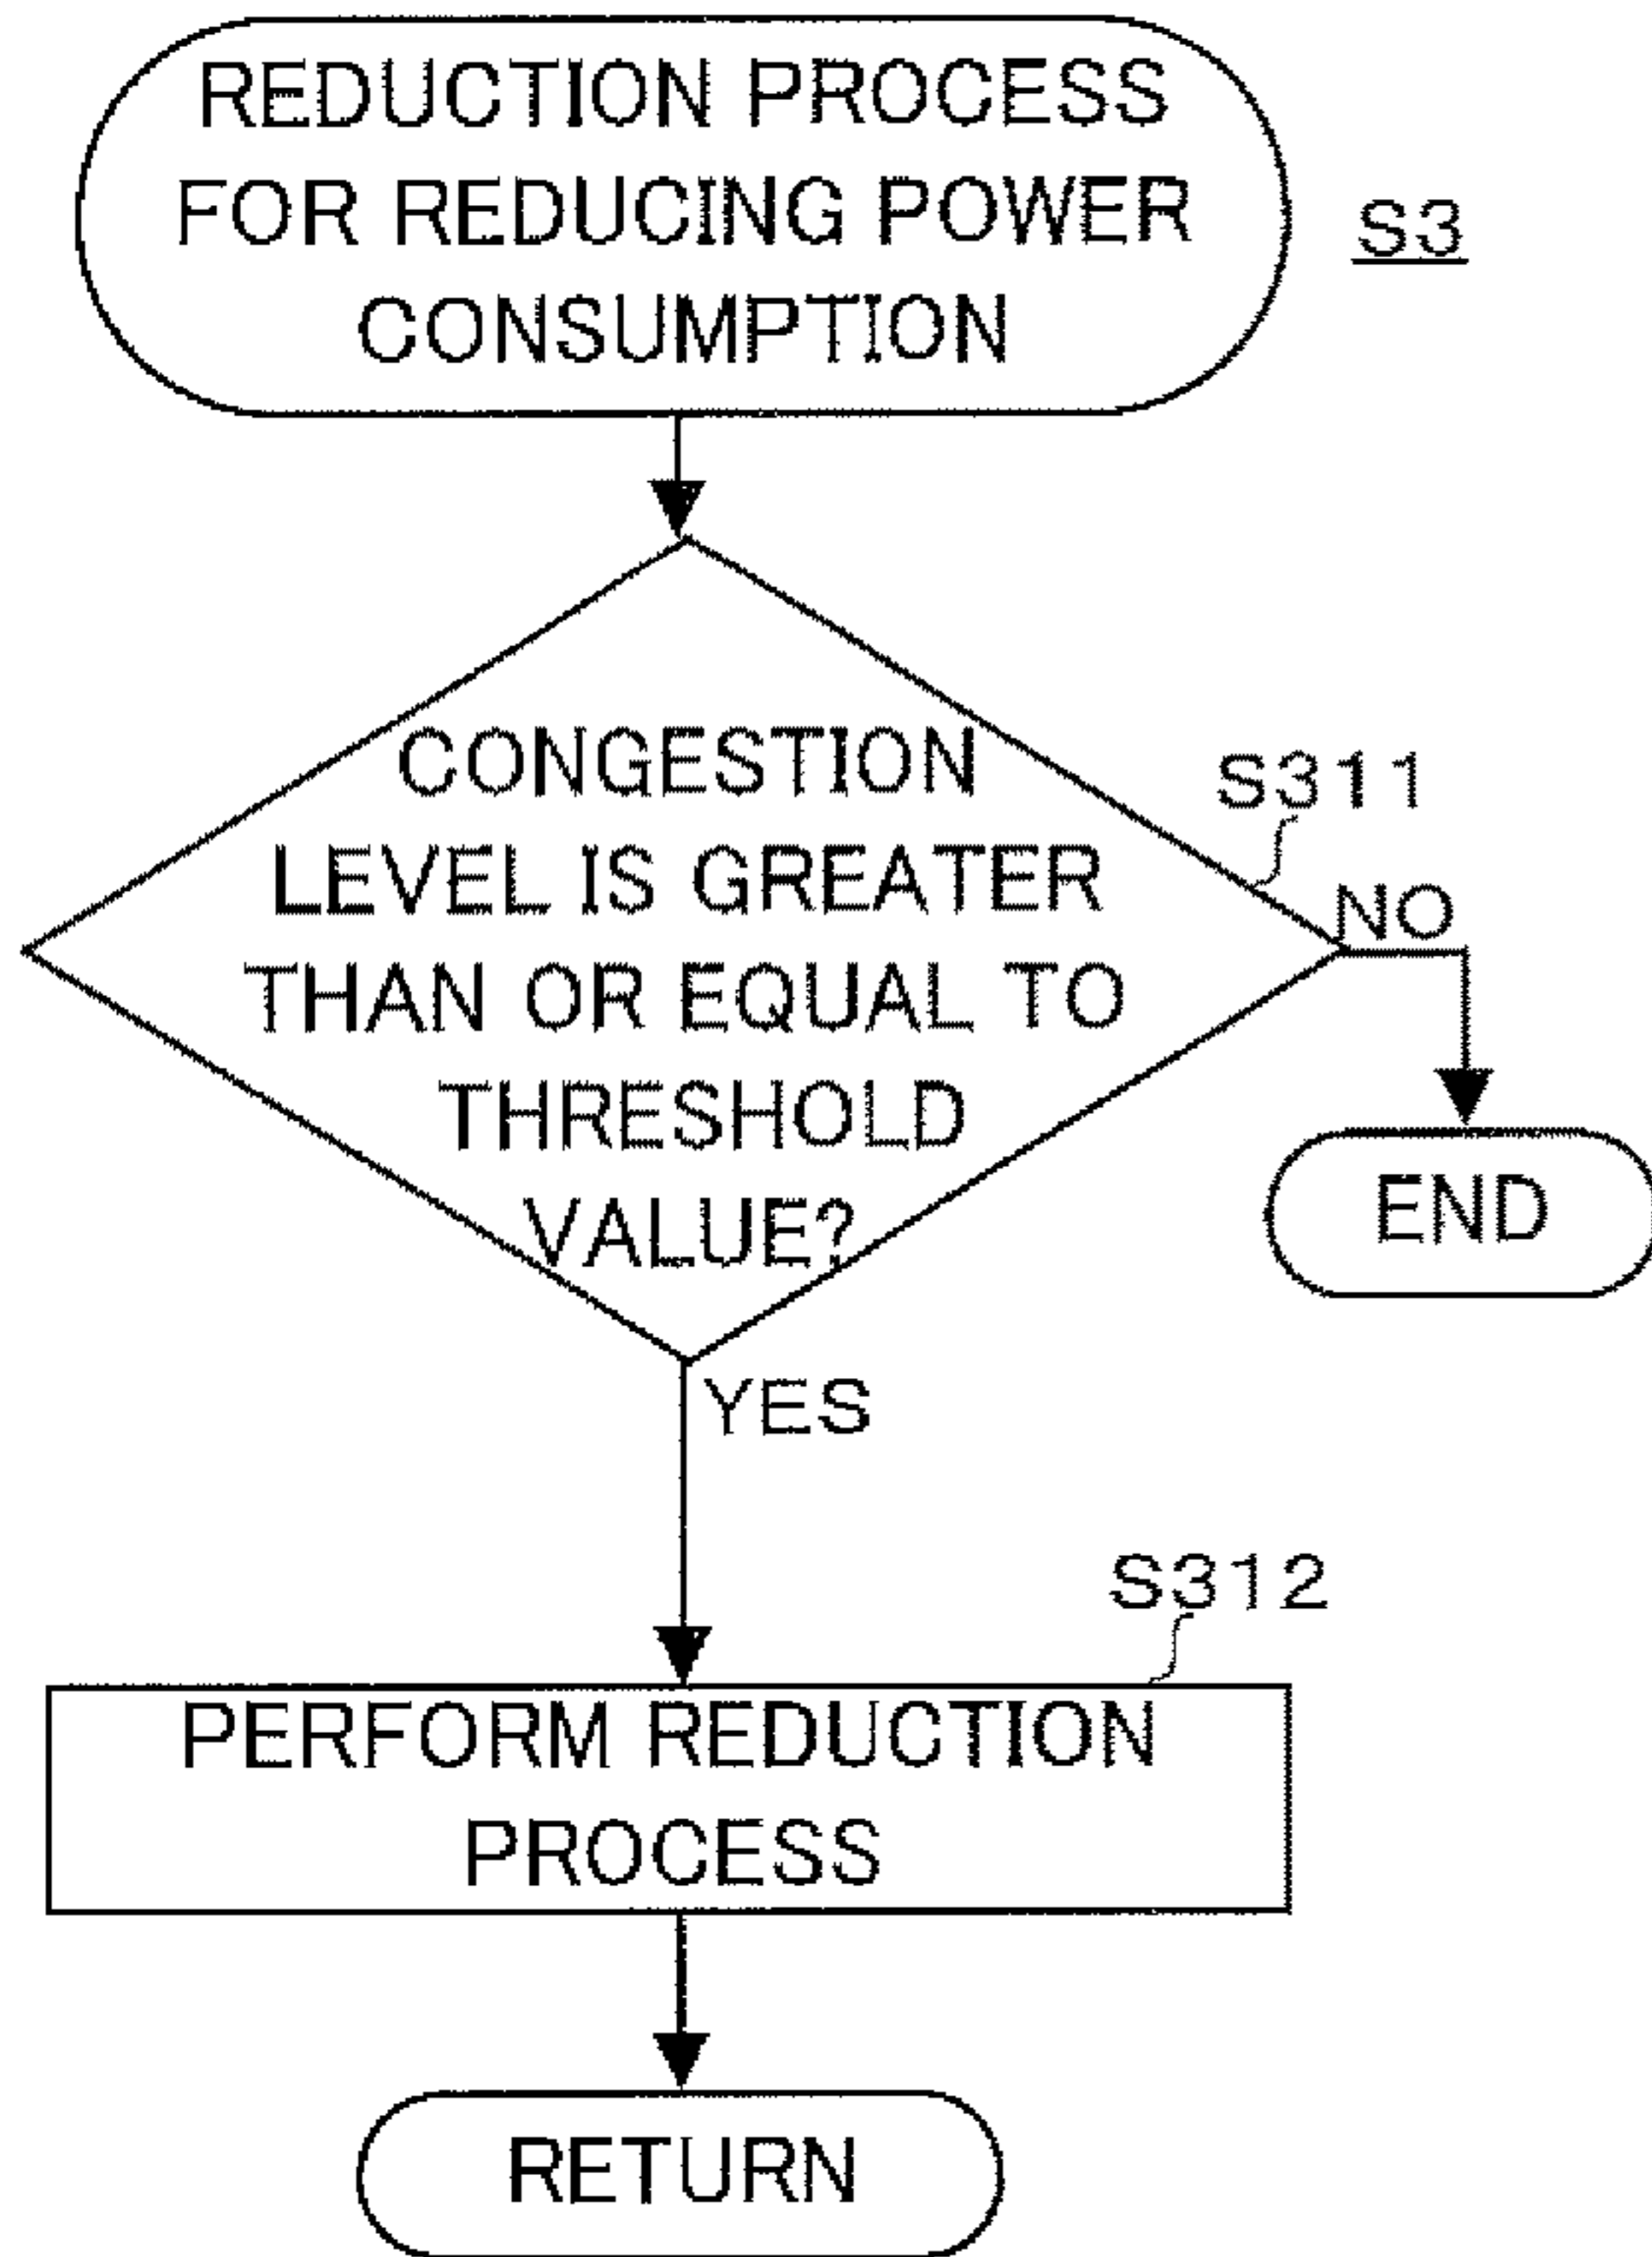 REDUCTION PROCESS
FOR REDUCING POWER
CONSUMPTION
S3
CONGESTION
LEVEL IS GREATER
THAN OR EQUAL TO
THRESHOLD
VALUE?
S311
NO
END
YES
S312
PERFORM REDUCTION
PROCESS
RETURN